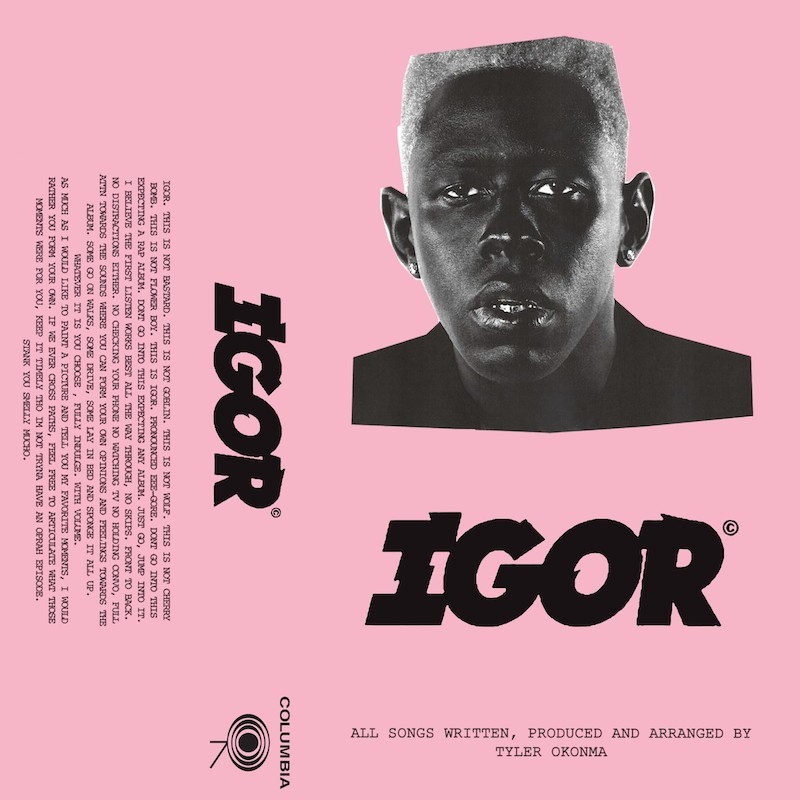 IGOR. THIS IS NOT BASTARD. THIS IS NOT GOBLIN. THIS IS NOT WOLF. THIS IS NOT CHERRY
BOMB. THIS IS NOT FLOWER BOY. THIS IS IGOR. PRONOUNCED EEE-GORE. DONT GO INTO THIS
EXPECTING A RAP ALBUM. DONT GO INTO THIS EXPECTING ANY ALBUM. JUST GO, JUMP INTO IT.
I BELIEVE THE FIRST LISTEN WORKS BEST ALL THE WAY THROUGH, NO SKIPS. FRONT TO BACK.
NO DISTRACTIONS EITHER. NO CHECKING YOUR PHONE NO WATCHING TV NO HOLDING CONVO, FULL
ATTN TOWARDS THE SOUNDS WHERE YOU CAN FORM YOUR OWN OPINIONS AND FEELINGS TOWARDS THE
ALBUM. SOME GO ON WALKS, SOME DRIVE, SOME LAY IN BED AND SPONGE IT ALL UP.
WHATEVER IT IS YOU CHOOSE , FULLY INDULGE. WITH VOLUME.
AS MUCH AS I WOULD LIKE TO PAINT A PICTURE AND TELL YOU MY FAVORITE MOMENTS, I WOULD
RATHER YOU FORM YOUR OWN. IF WE EVER CROSS PATHS, FEEL FREE TO ARTICULATE WHAT THOSE
MOMENTS WERE FOR YOU, KEEP IT TIMELY THO IM NOT TRYNA HAVE AN OPRAH EPISODE.
STANK YOU SMELLY MUCHO.
IGOR©
COLUMBIA
IGOR©
ALL SONGS WRITTEN, PRODUCED AND ARRANGED BY
TYLER OKONMA